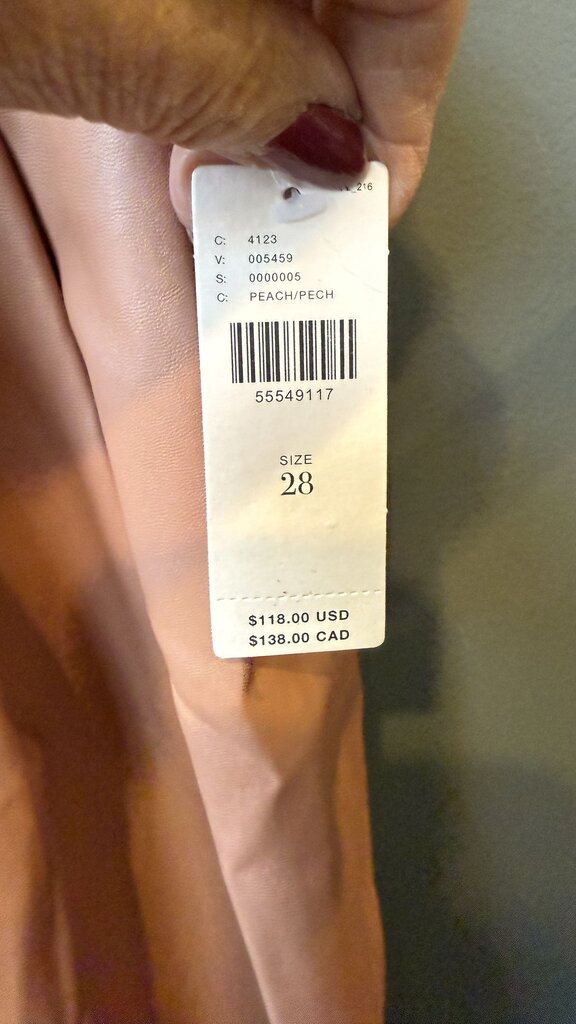 C: 4123
V: 005459
S: 0000005
C: PEACH/PECH
55549117
SIZE
28
$118.00 USD
$138.00 CAD